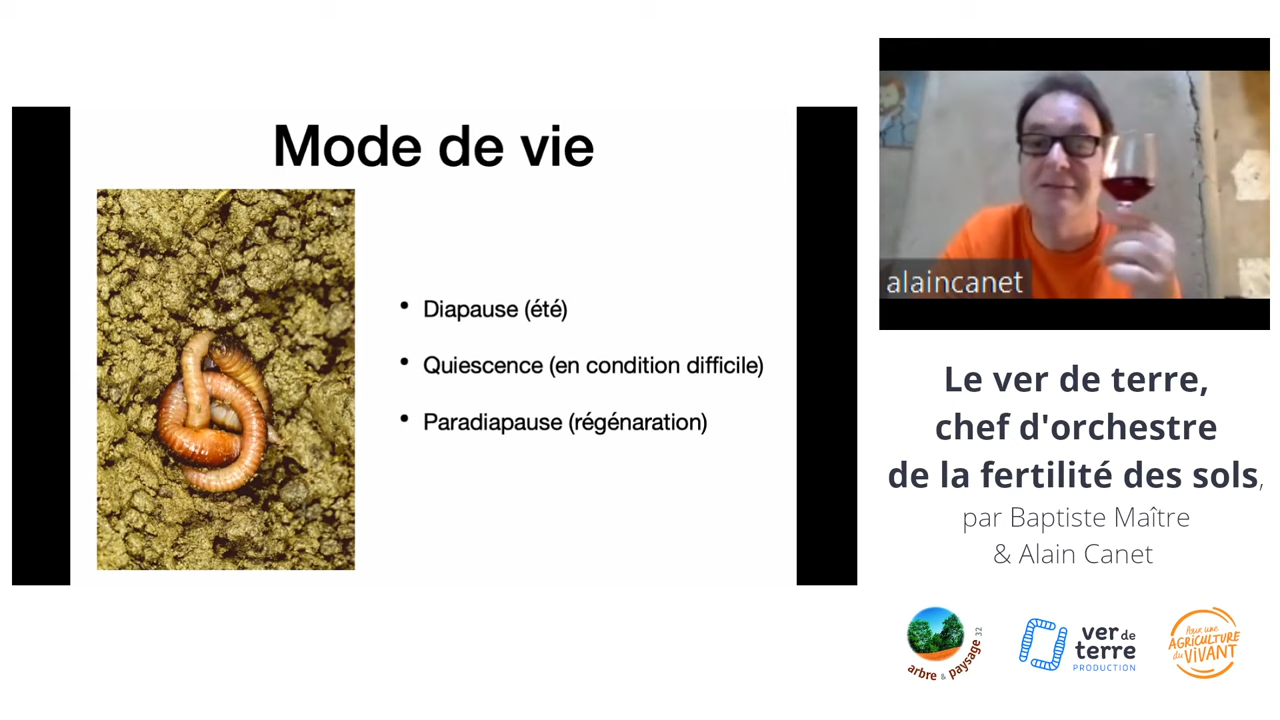 Mode de vie
• Diapause (été)
• Quiescence (en condition difficile)
• Paradiapause (régénaration)
alaincanet
Le ver de terre,
chef d'orchestre
de la fertilité des sols,
par Baptiste Maître
& Alain Canet
arbre & paysage 32
ver de
terre
PRODUCTION
Pour une
AGRICULTURE
du VIVANT